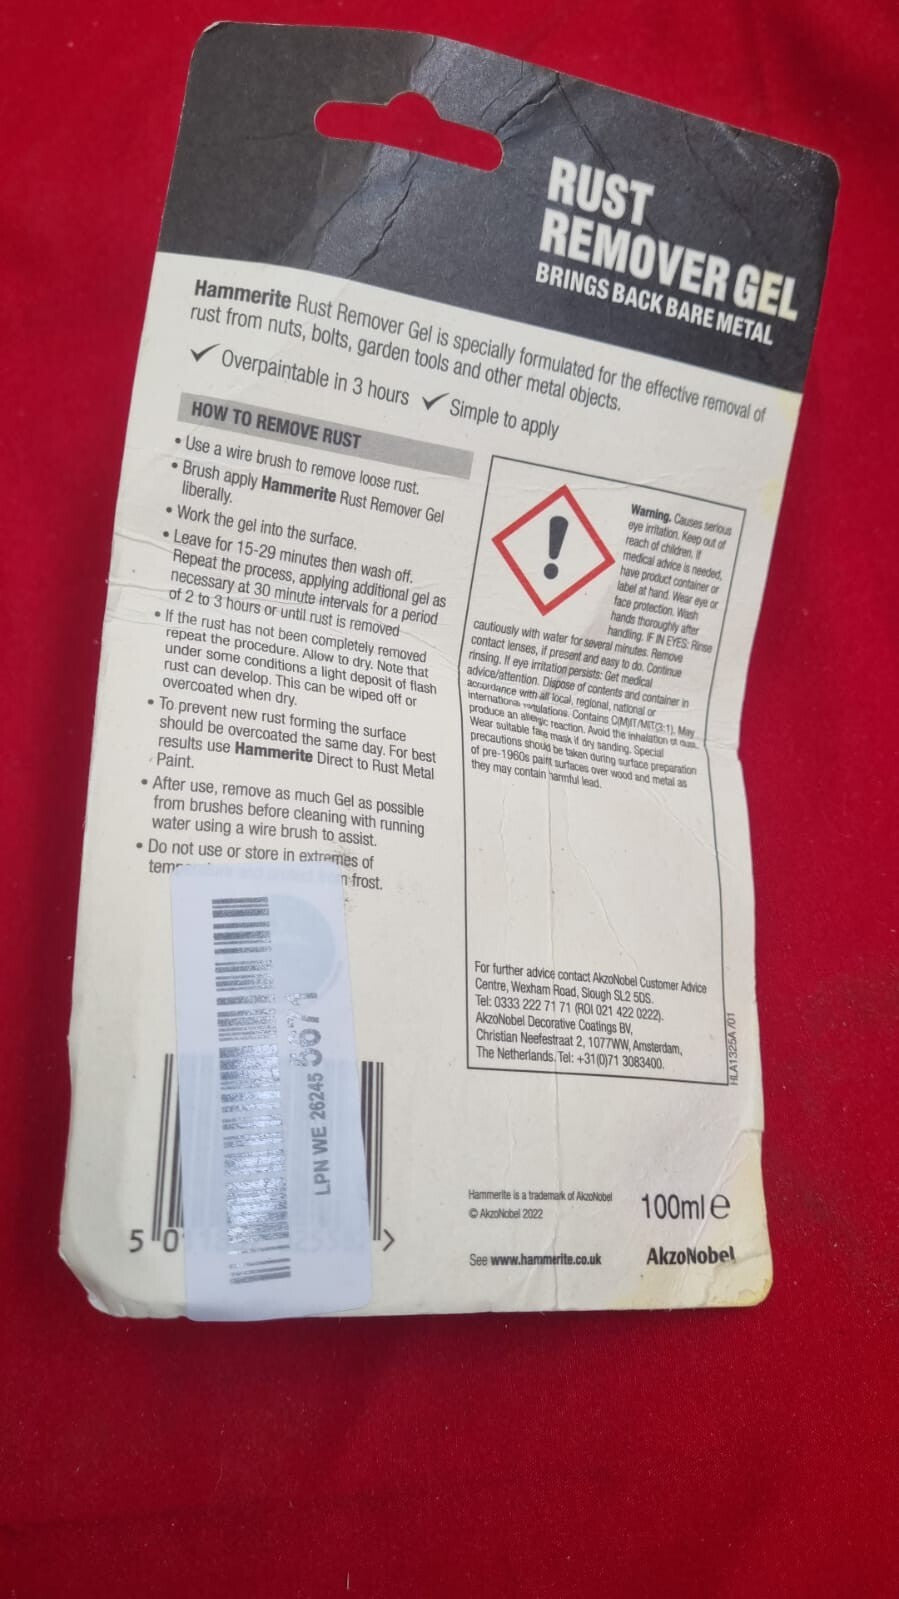 RUST
REMOVER GEL
BRINGS BACK BARE METAL
Hammerite Rust Remover Gel is specially formulated for the effective removal of
rust from nuts, bolts, garden tools and other metal objects.
✓ Overpaintable in 3 hours ✓ Simple to apply
HOW TO REMOVE RUST
• Use a wire brush to remove loose rust.
• Brush apply Hammerite Rust Remover Gel
liberally.
• Work the gel into the surface.
• Leave for 15-29 minutes then wash off.
Repeat the process, applying additional gel as
necessary at 30 minute intervals for a period
of 2 to 3 hours or until rust is removed
• If the rust has not been completely removed
repeat the procedure. Allow to dry. Note that
under some conditions a light deposit of flash
rust can develop. This can be wiped off or
overcoated when dry.
• To prevent new rust forming the surface
should be overcoated the same day. For best
results use Hammerite Direct to Rust Metal
Paint.
• After use, remove as much Gel as possible
from brushes before cleaning with running
water using a wire brush to assist.
• Do not use or store in extremes of
frost.
LPN WE 26245 5671
5 0
Warning. Causes serious
eye irritation. Keep out of
reach of children. If
medical advice is needed,
have product container or
label at hand. Wear eye or
face protection. Wash
hands thoroughly after
handling. IF IN EYES: Rinse
cautiously with water for several minutes. Remove
contact lenses, if present and easy to do. Continue
rinsing. If eye irritation persists: Get medical
advice/attention. Dispose of contents and container in
accordance with all local, regional, national or
international regulations. Contains C(M)IT/MIT(3:1). May
produce an allergic reaction. Avoid the inhalation of dust.
Wear suitable face mask if dry sanding. Special
precautions should be taken during surface preparation
of pre-1960s paint surfaces over wood and metal as
they may contain harmful lead.
For further advice contact AkzoNobel Customer Advice
Centre, Wexham Road, Slough SL2 5DS.
Tel: 0333 222 71 71 (ROI 021 422 0222).
AkzoNobel Decorative Coatings BV,
Christian Neefestraat 2, 1077WW, Amsterdam,
The Netherlands. Tel: +31(0)71 3083400.
HLA1325A /01
Hammerite is a trademark of AkzoNobel
© AkzoNobel 2022
100ml e
See www.hammerite.co.uk
AkzoNobel